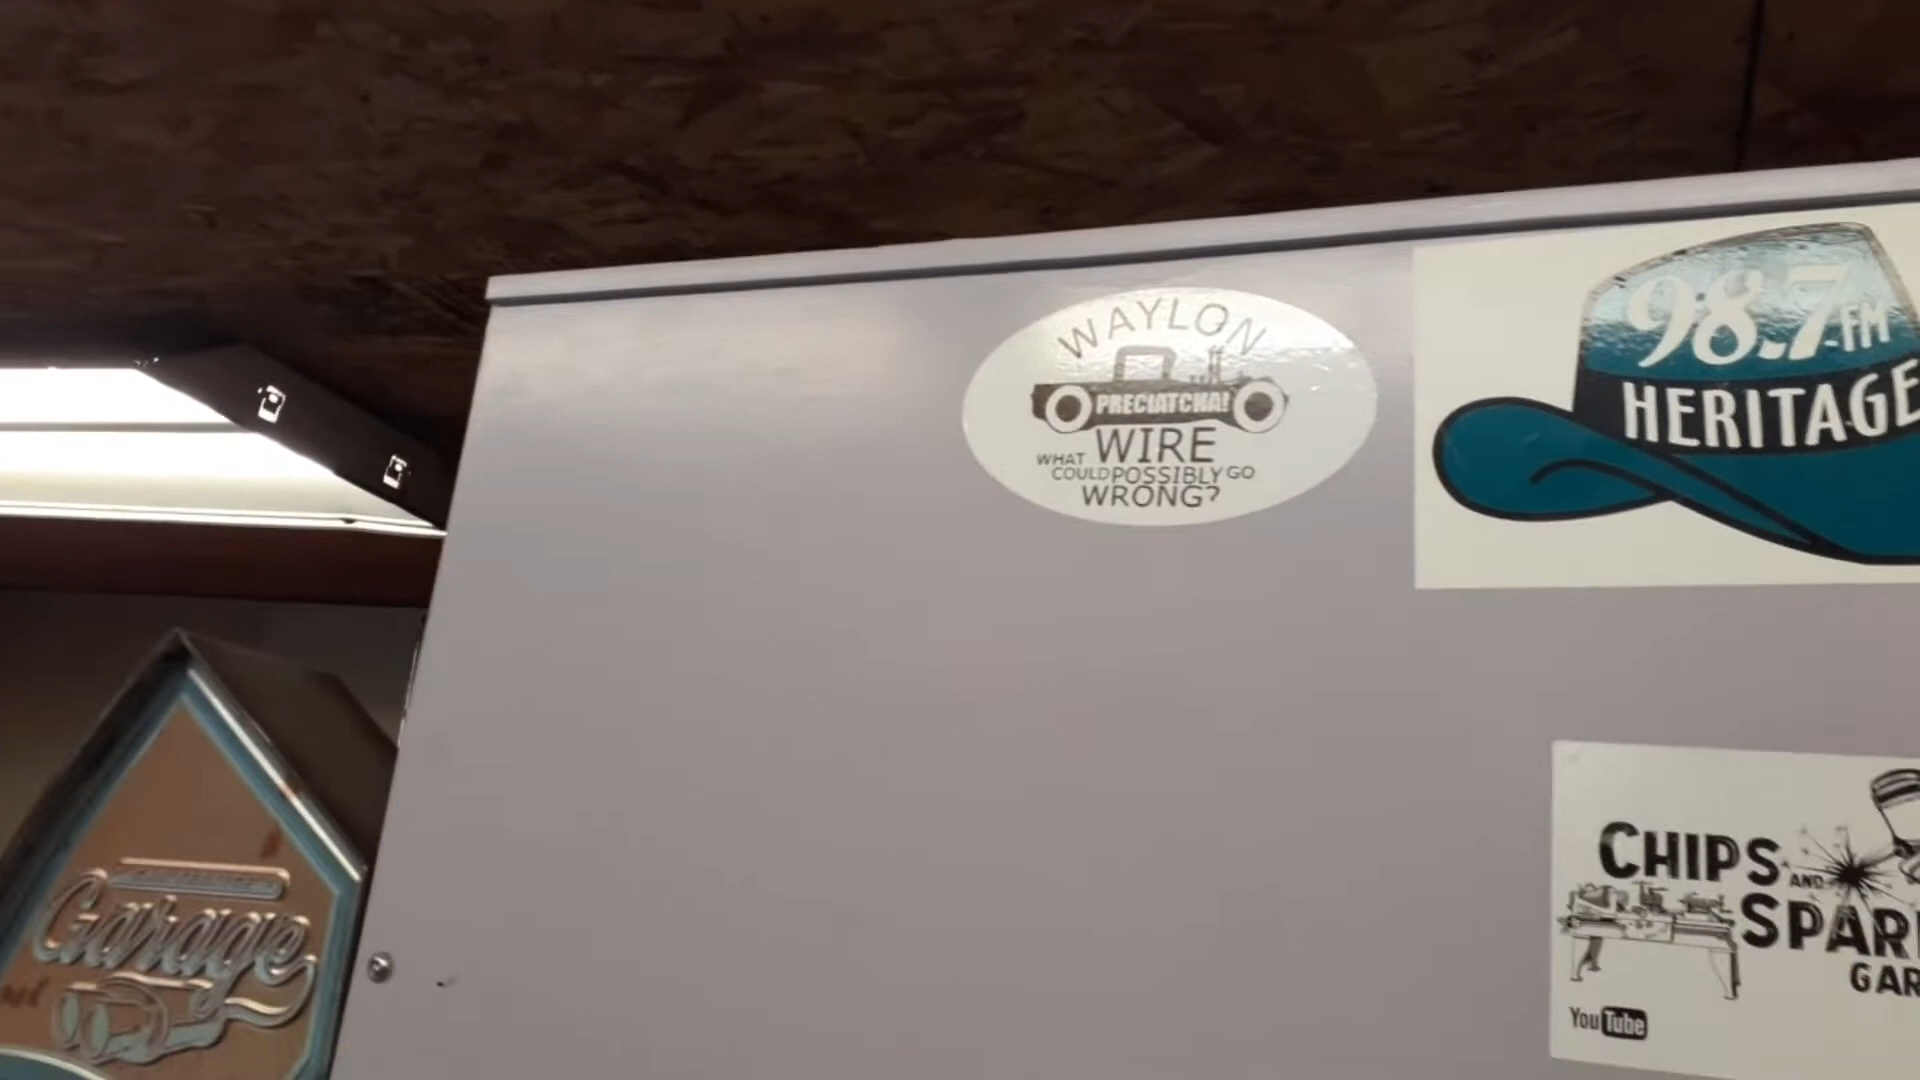 WAYLON
PRECIATCHA!
WIRE
WHAT
COULD POSSIBLY GO
WRONG?
98.7 FM
HERITAGE
CHIPS AND
SPAR
GAR
YouTube
Garage